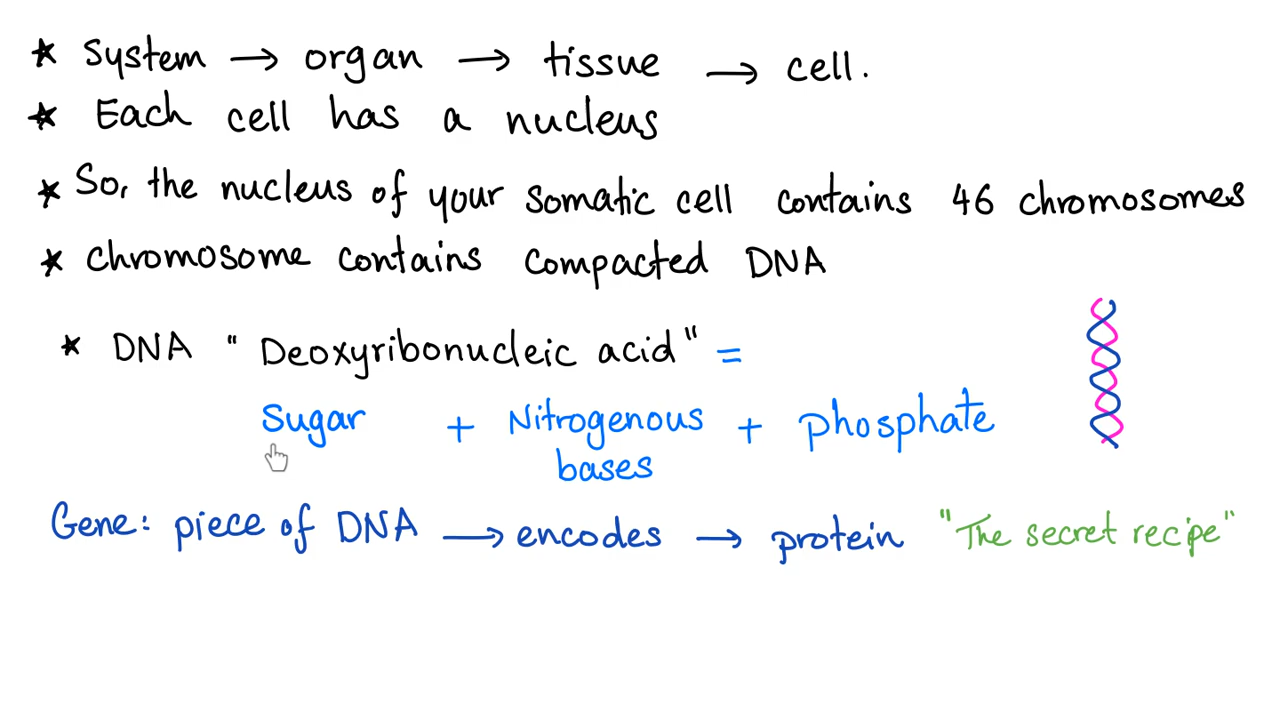 * System → organ → tissue → cell.
* Each cell has a nucleus
* So, the nucleus of your somatic cell contains 46 chromosomes
* chromosome contains compacted DNA
* DNA "Deoxyribonucleic acid" =
Sugar + Nitrogenous bases + phosphate
Gene: piece of DNA → encodes → protein "The secret recipe"